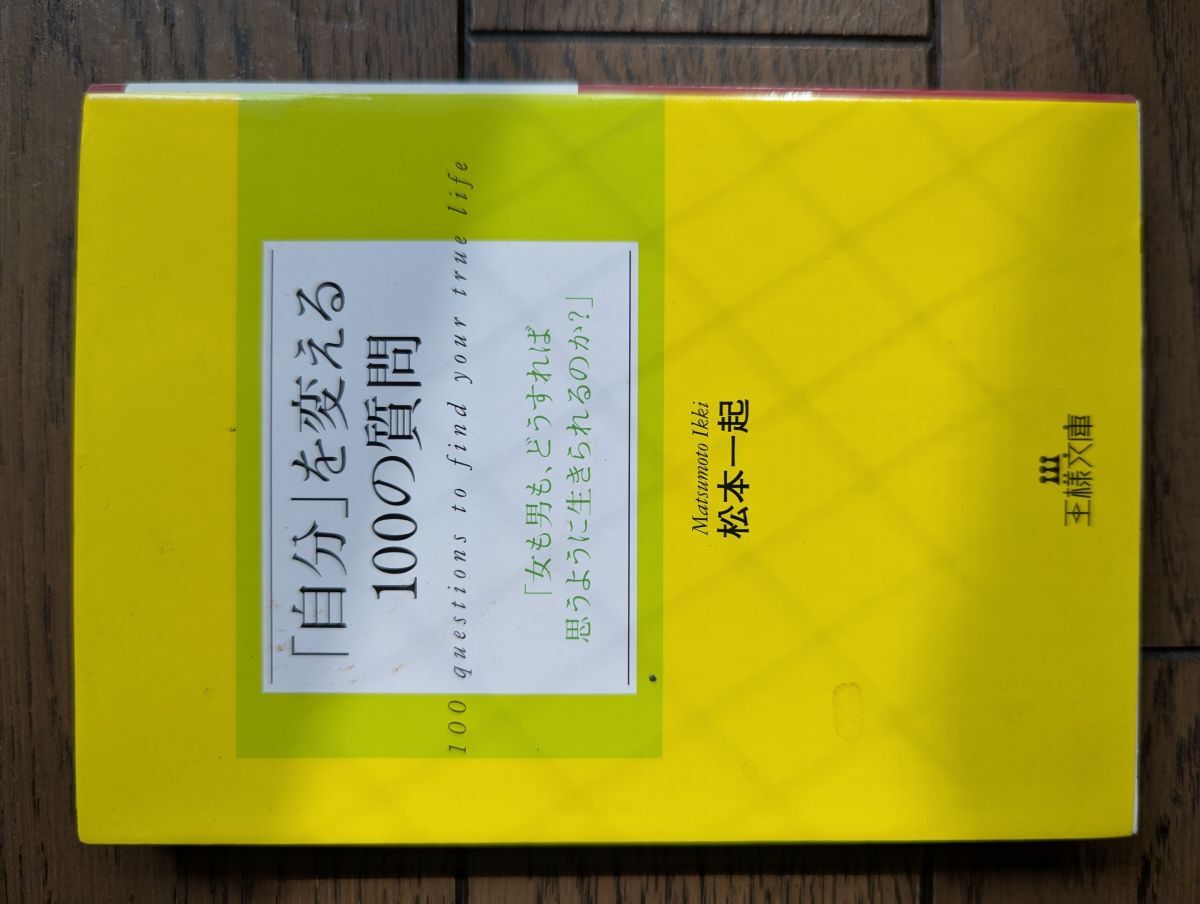 「自分」を変える
100の質問
100 questions to find your true life
「女も男も、どうすれば
思うように生きられるのか？」
Matsumoto Ikki
松本一起
王様文庫